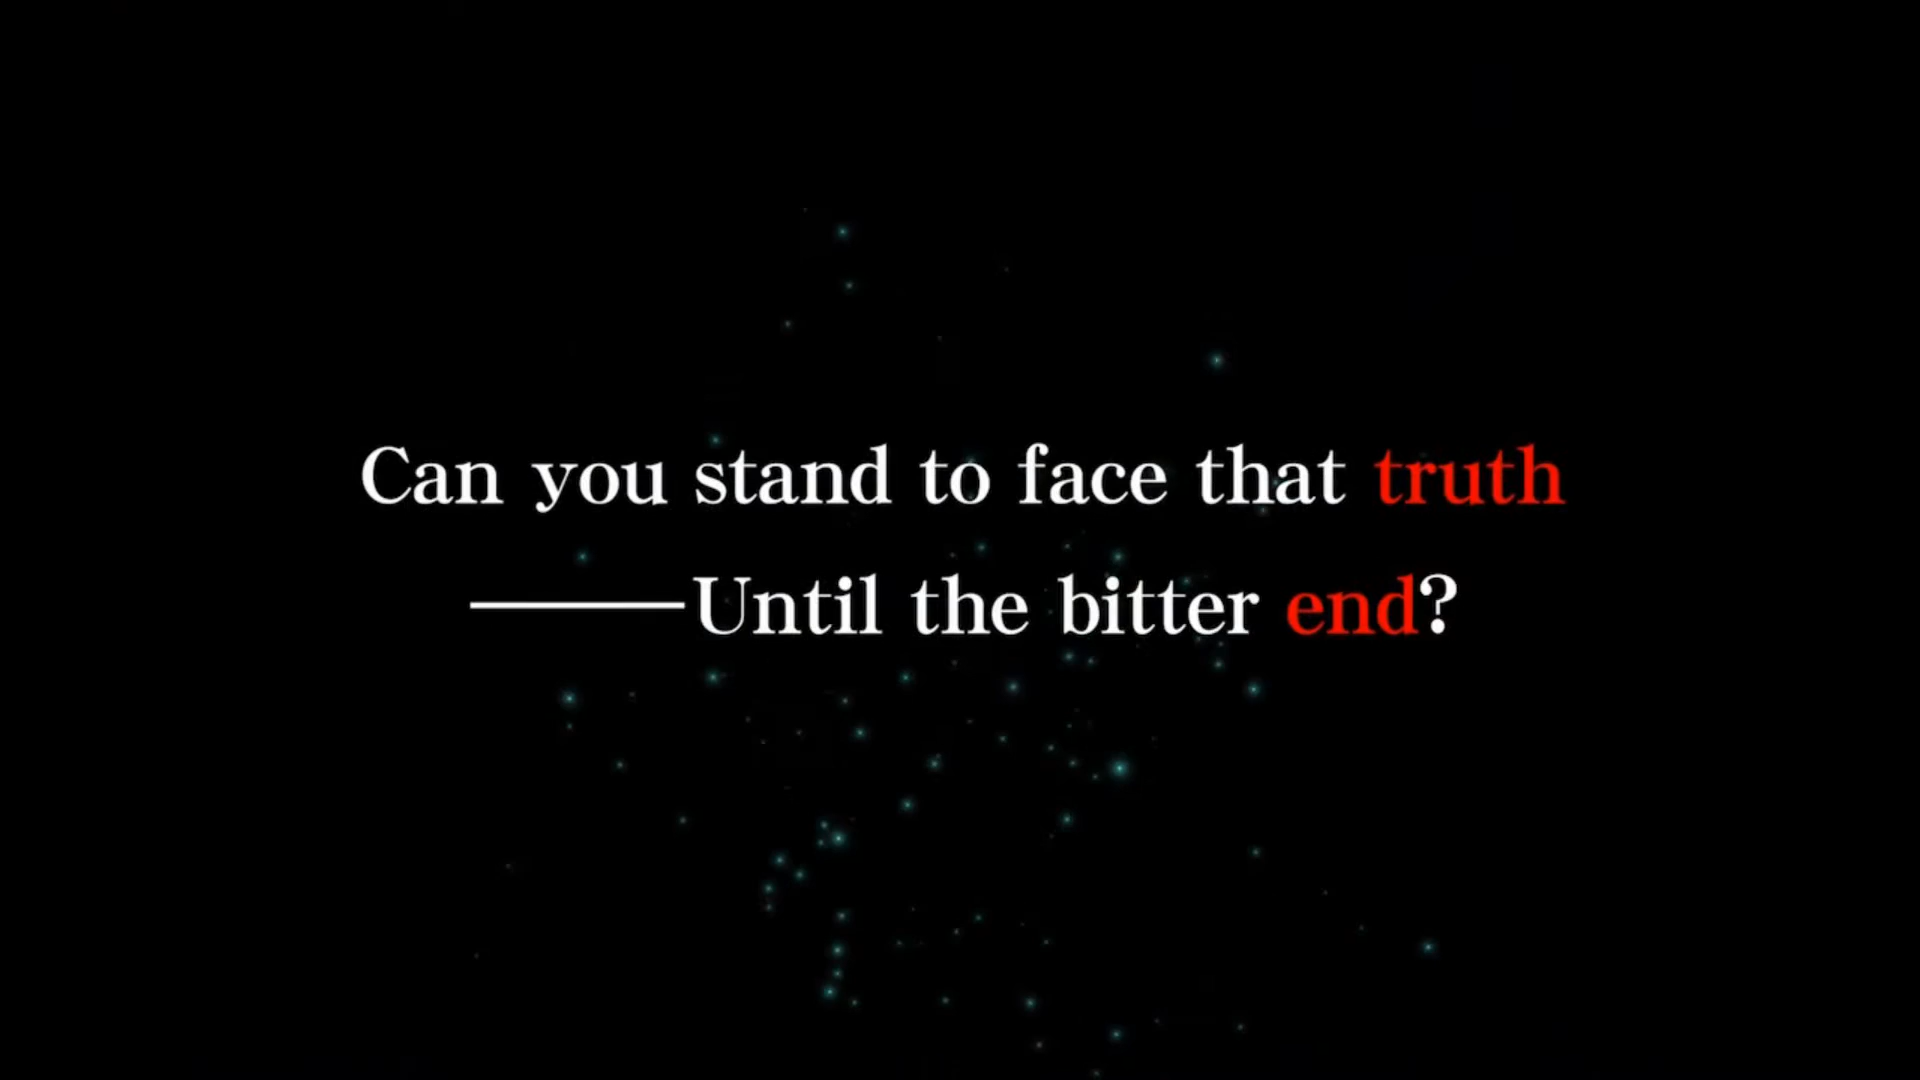 Can you stand to face that truth
———Until the bitter end?